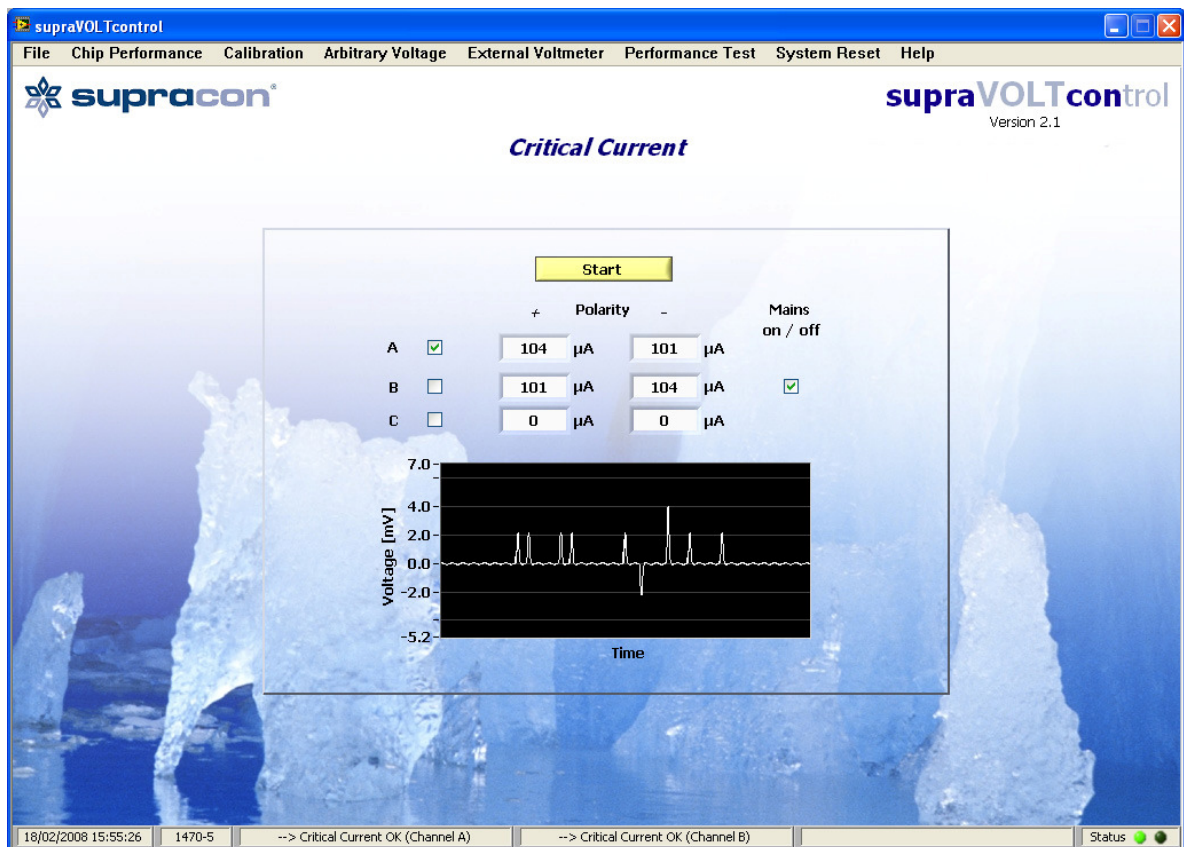 supraVOLTcontrol
File Chip Performance Calibration Arbitrary Voltage External Voltmeter Performance Test System Reset Help
supracon®
supraVOLTcontrol
Version 2.1
Critical Current
Start
+ Polarity -
Mains
on / off
A 104 µA 101 µA
B 101 µA 104 µA
C 0 µA 0 µA
7.0
4.0
2.0
0.0
-2.0
-5.2
Voltage [mV]
Time
18/02/2008 15:55:26 1470-5 --> Critical Current OK (Channel A) --> Critical Current OK (Channel B) Status